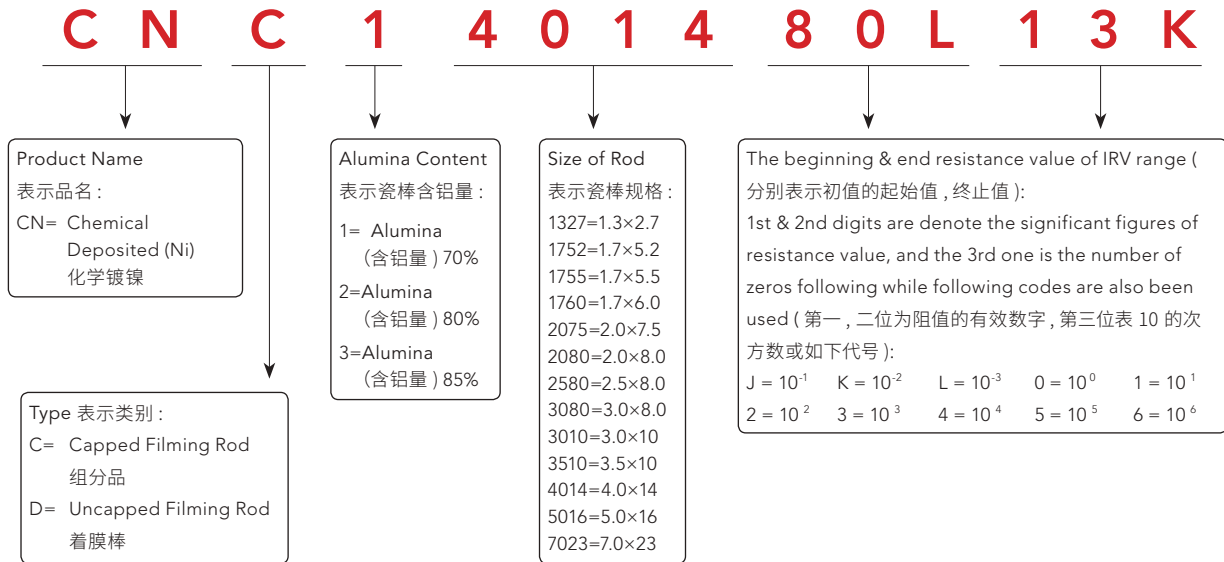 C N C 1 4 0 1 4 8 0 L 1 3 K
Product Name
表示品名 :
CN= Chemical
Deposited (Ni)
化学镀镍
Type 表示类别 :
C= Capped Filming Rod
组分品
D= Uncapped Filming Rod
着膜棒
Alumina Content
表示瓷棒含铝量 :
1= Alumina
(含铝量 ) 70%
2=Alumina
(含铝量 ) 80%
3=Alumina
(含铝量 ) 85%
Size of Rod
表示瓷棒规格 :
1327=1.3×2.7
1752=1.7×5.2
1755=1.7×5.5
1760=1.7×6.0
2075=2.0×7.5
2080=2.0×8.0
2580=2.5×8.0
3080=3.0×8.0
3010=3.0×10
3510=3.5×10
4014=4.0×14
5016=5.0×16
7023=7.0×23
The beginning & end resistance value of IRV range (
分别表示初值的起始值 , 终止值 ):
1st & 2nd digits are denote the significant figures of
resistance value, and the 3rd one is the number of
zeros following while following codes are also been
used ( 第一 , 二位为阻值的有效数字 , 第三位表 10 的次
方数或如下代号 ):
J = 10⁻¹ K = 10⁻² L = 10⁻³ 0 = 10⁰ 1 = 10¹
2 = 10² 3 = 10³ 4 = 10⁴ 5 = 10⁵ 6 = 10⁶